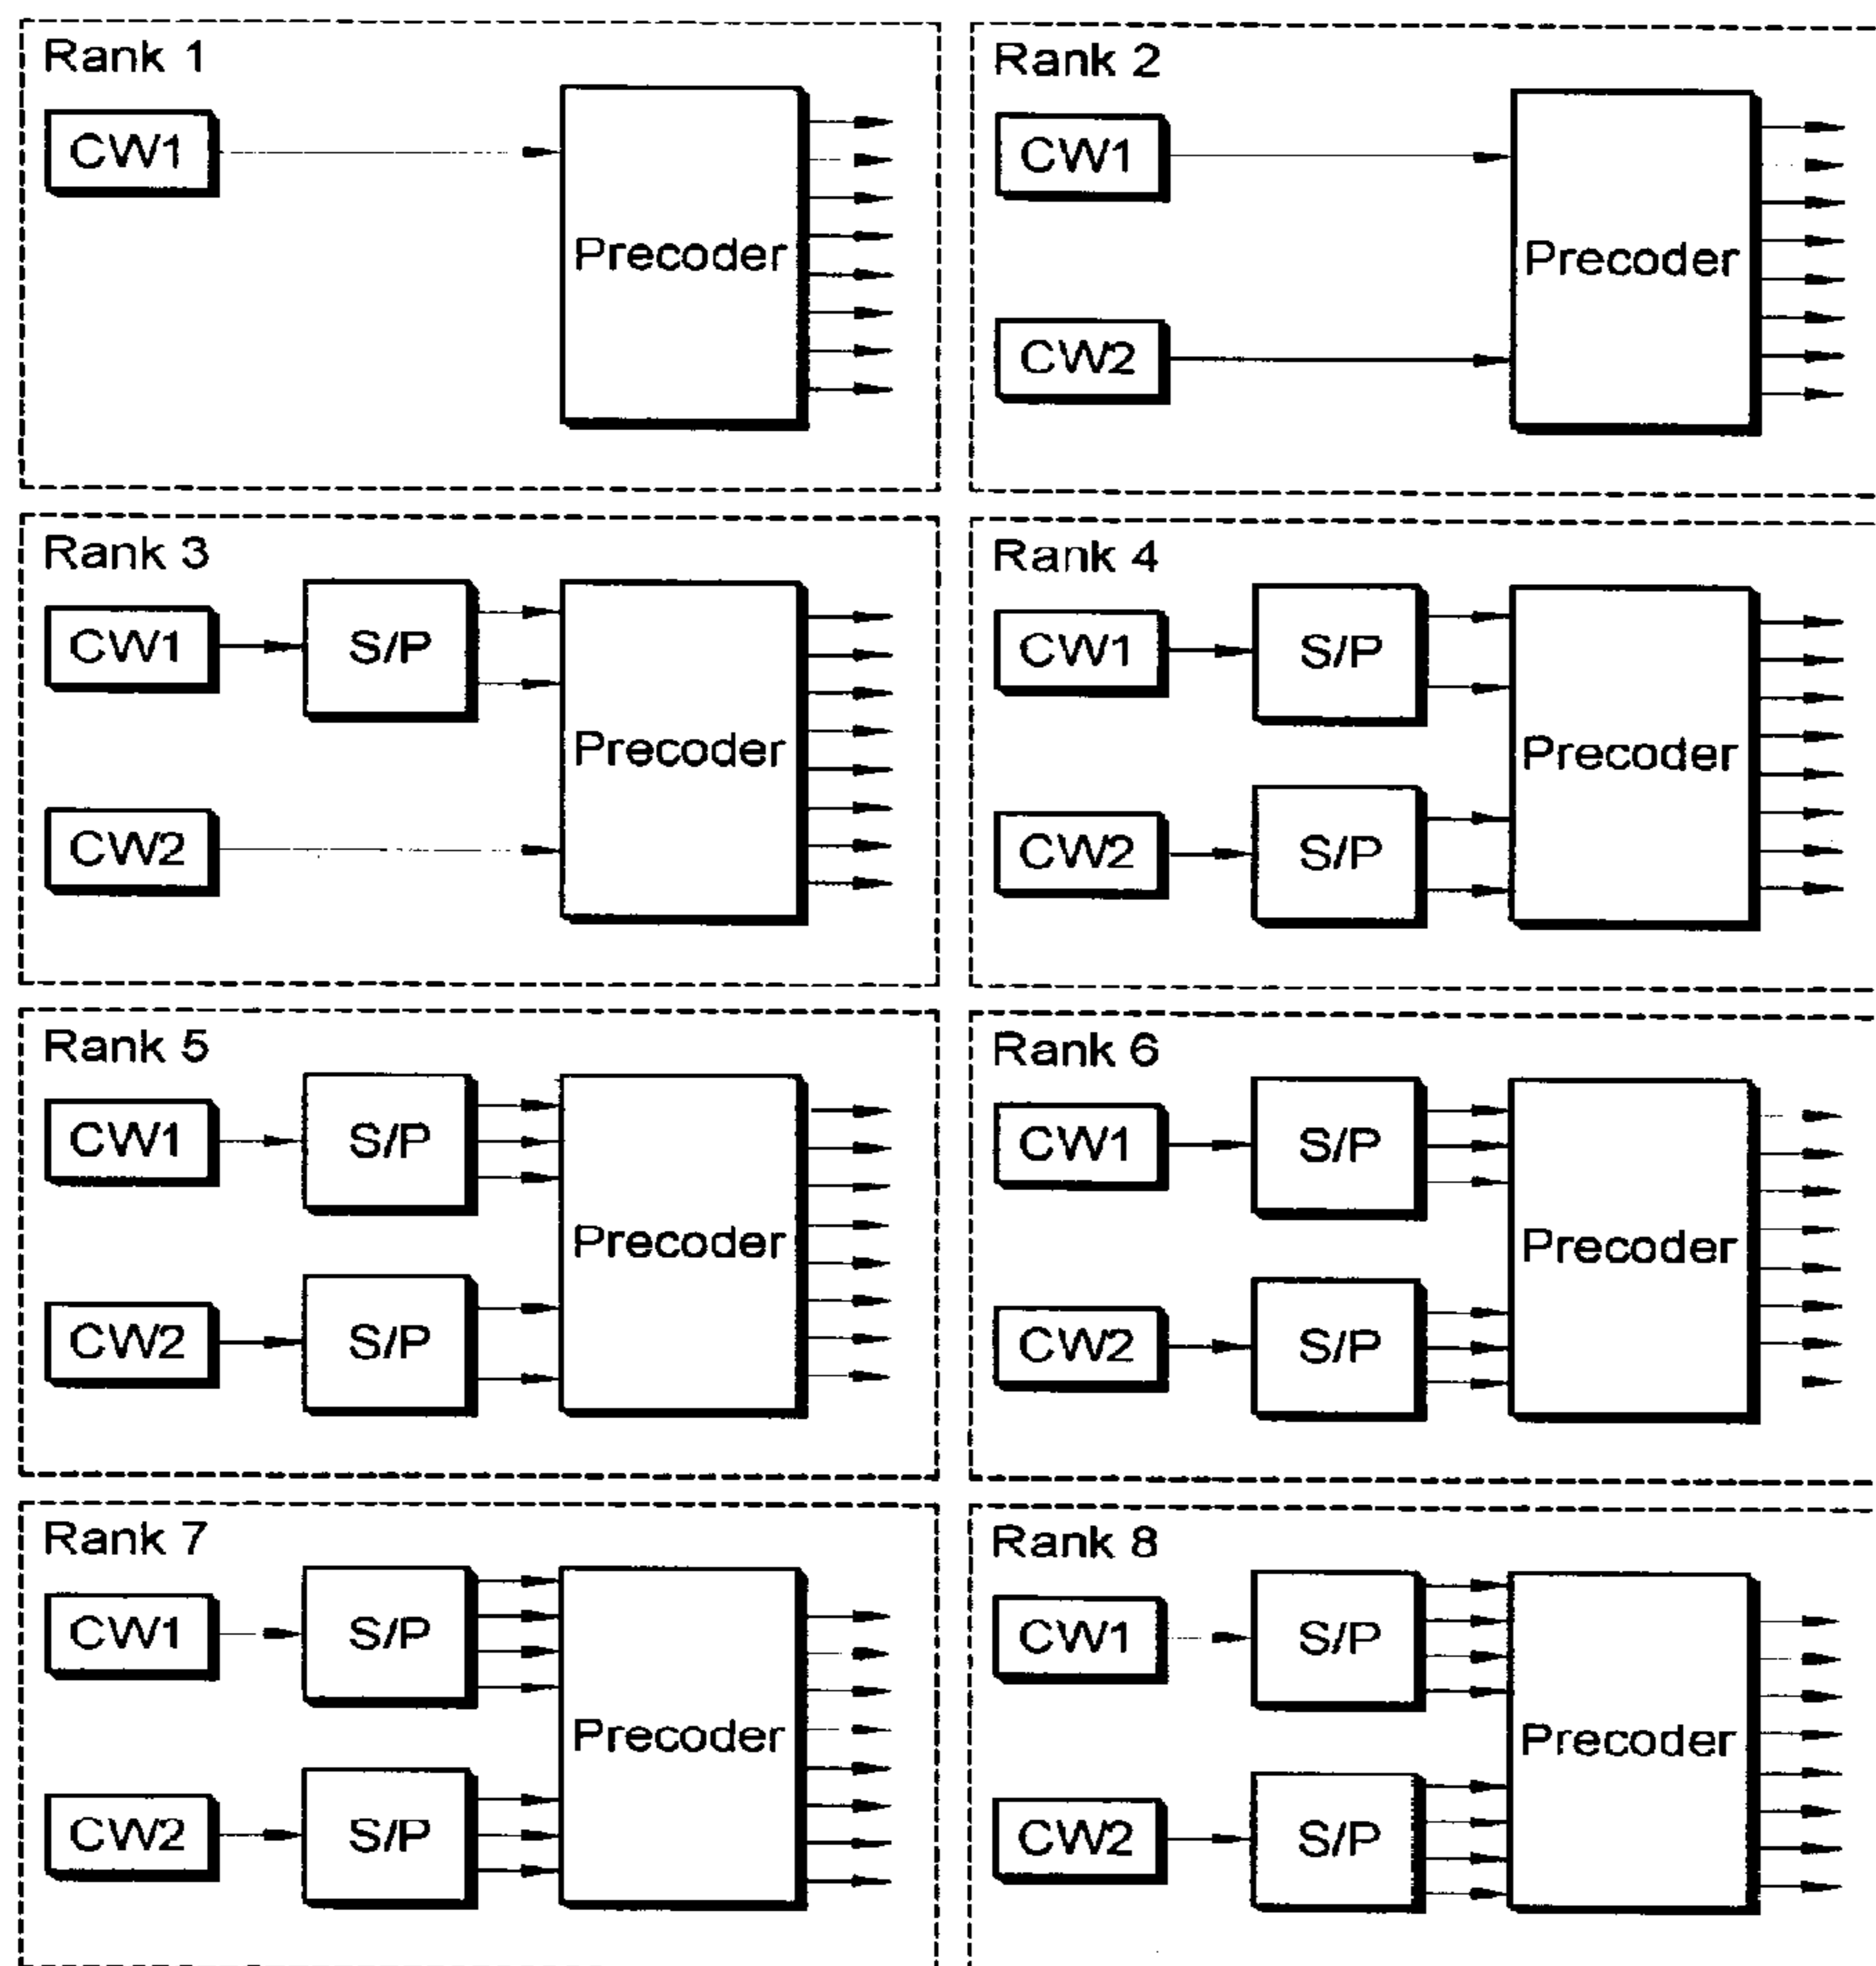 Rank 1
CW1
Precoder
Rank 2
CW1
CW2
Precoder
Rank 3
CW1
S/P
CW2
Precoder
Rank 4
CW1
S/P
CW2
S/P
Precoder
Rank 5
CW1
S/P
CW2
S/P
Precoder
Rank 6
CW1
S/P
CW2
S/P
Precoder
Rank 7
CW1
S/P
CW2
S/P
Precoder
Rank 8
CW1
S/P
CW2
S/P
Precoder